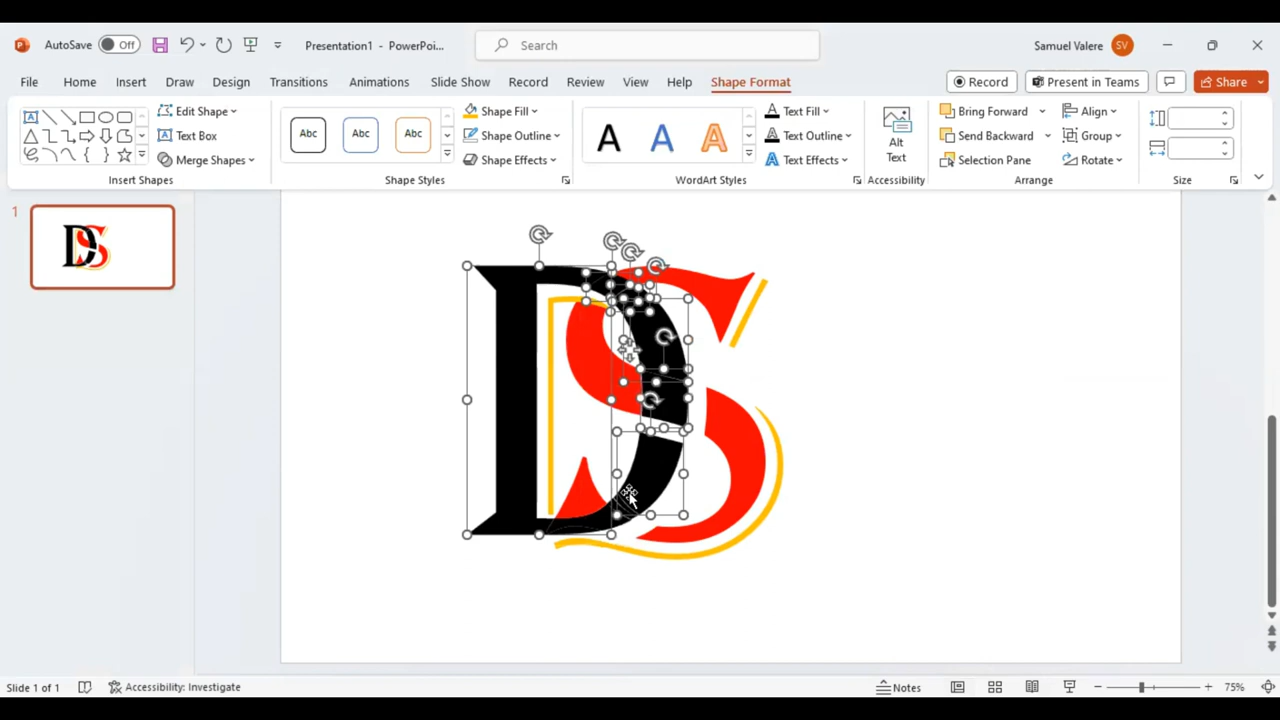 AutoSave Off Presentation1 - PowerPoi... Search Samuel Valere SV
File Home Insert Draw Design Transitions Animations Slide Show Record Review View Help Shape Format Record Present in Teams Share
Edit Shape Abc Abc Abc Shape Fill A A A Text Fill Alt Text Bring Forward Align
Text Box Shape Outline Text Outline Send Backward Group
Merge Shapes Shape Effects Text Effects Selection Pane Rotate
Insert Shapes Shape Styles WordArt Styles Accessibility Arrange Size
1 DS
DS
Slide 1 of 1 Accessibility: Investigate Notes 75%